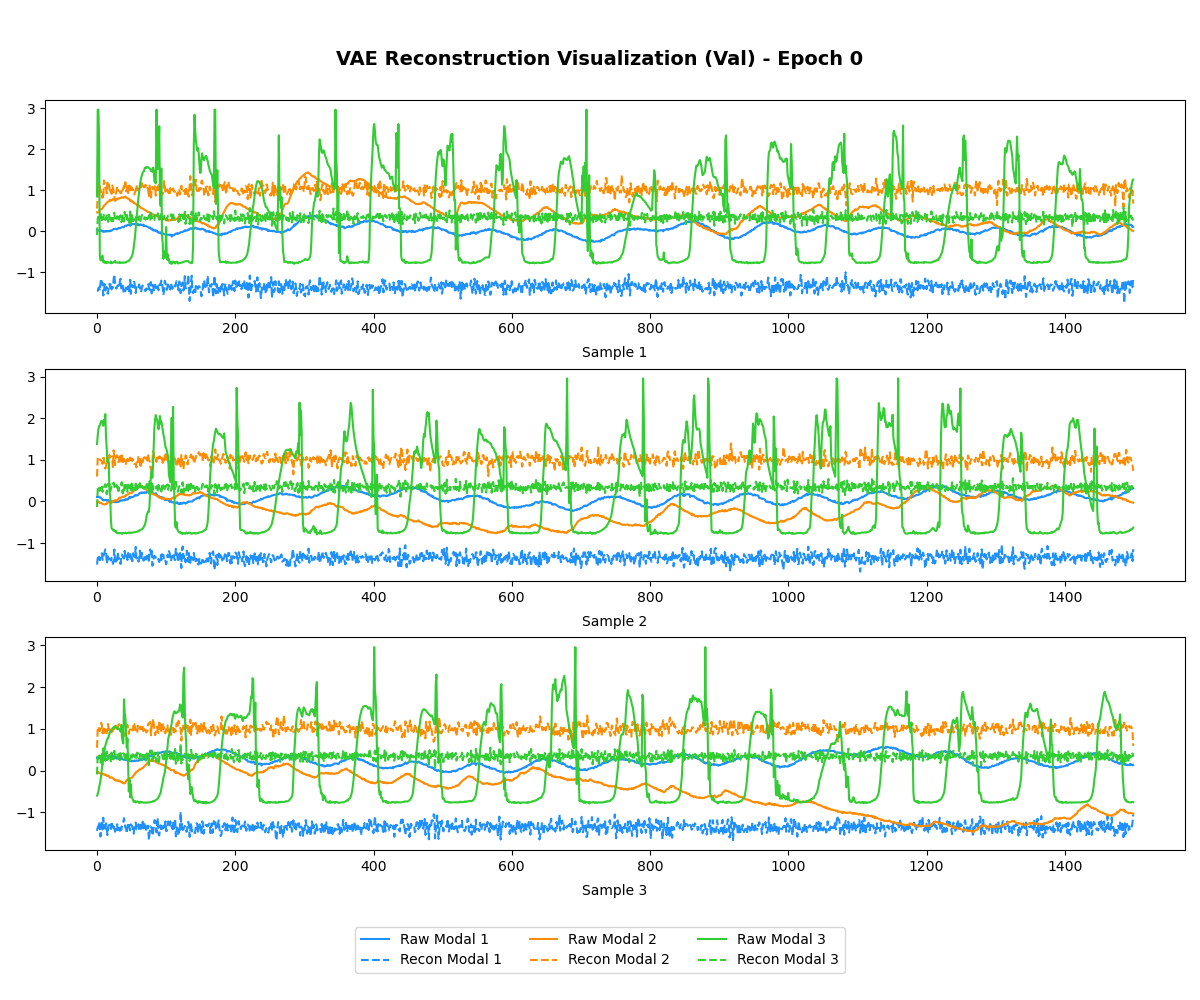 VAE Reconstruction Visualization (Val) - Epoch 0
3
2
1
0
−1
0 200 400 600 800 1000 1200 1400
Sample 1
3
2
1
0
−1
0 200 400 600 800 1000 1200 1400
Sample 2
3
2
1
0
−1
0 200 400 600 800 1000 1200 1400
Sample 3
Raw Modal 1 Raw Modal 2 Raw Modal 3
Recon Modal 1 Recon Modal 2 Recon Modal 3